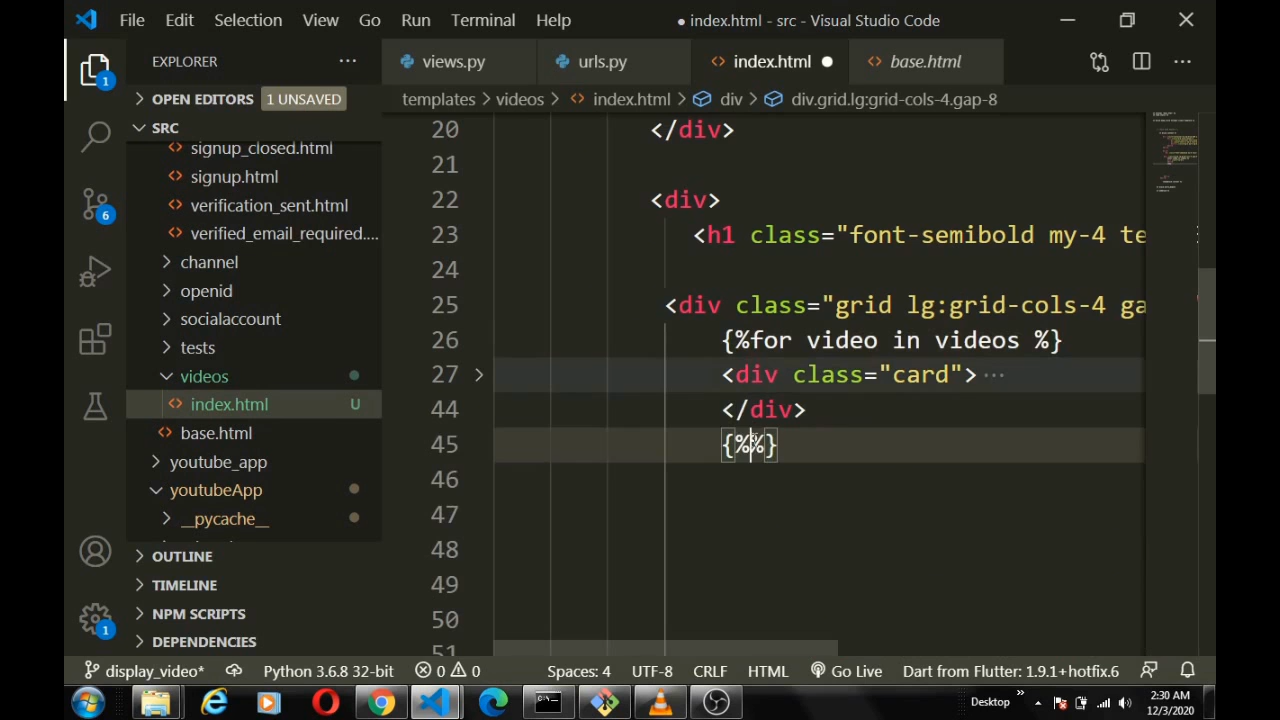 File Edit Selection View Go Run Terminal Help ● index.html - src - Visual Studio Code
EXPLORER ···
views.py urls.py index.html base.html
OPEN EDITORS 1 UNSAVED
templates videos index.html div div.grid.lg:grid-cols-4.gap-8
SRC
signup_closed.html
signup.html
verification_sent.html
verified_email_required....
channel
openid
socialaccount
tests
videos
index.html U
base.html
youtube_app
youtubeApp
__pycache__
OUTLINE
TIMELINE
NPM SCRIPTS
DEPENDENCIES
1
6
1
20 </div>
21
22 <div>
23 <h1 class="font-semibold my-4 te
24
25 <div class="grid lg:grid-cols-4 ga
26 {%for video in videos %}
27 <div class="card">···
44 </div>
45 {%%}
46
47
48
49
50
51
display_video* Python 3.6.8 32-bit 0 0 Spaces: 4 UTF-8 CRLF HTML Go Live Dart from Flutter: 1.9.1+hotfix.6
Desktop » 2:30 AM
12/3/2020